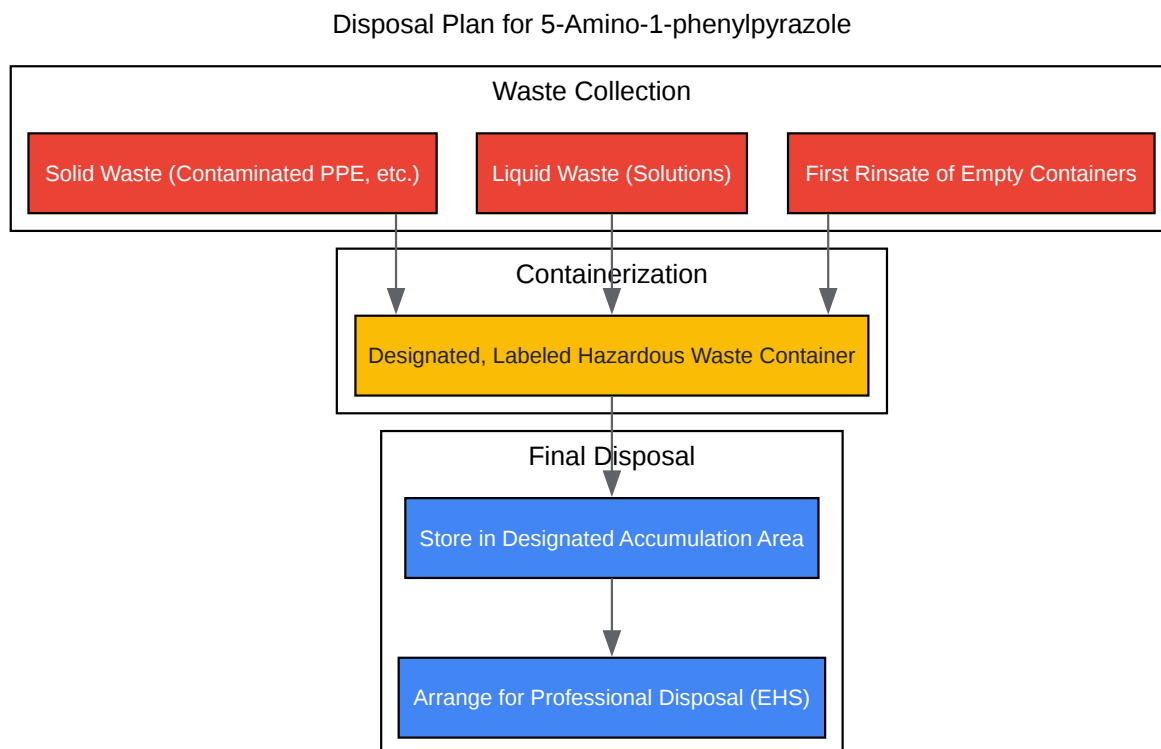 Disposal Plan for 5-Amino-1-phenylpyrazole
Waste Collection
Solid Waste (Contaminated PPE, etc.)
Liquid Waste (Solutions)
First Rinsate of Empty Containers
Containerization
Designated, Labeled Hazardous Waste Container
Final Disposal
Store in Designated Accumulation Area
Arrange for Professional Disposal (EHS)